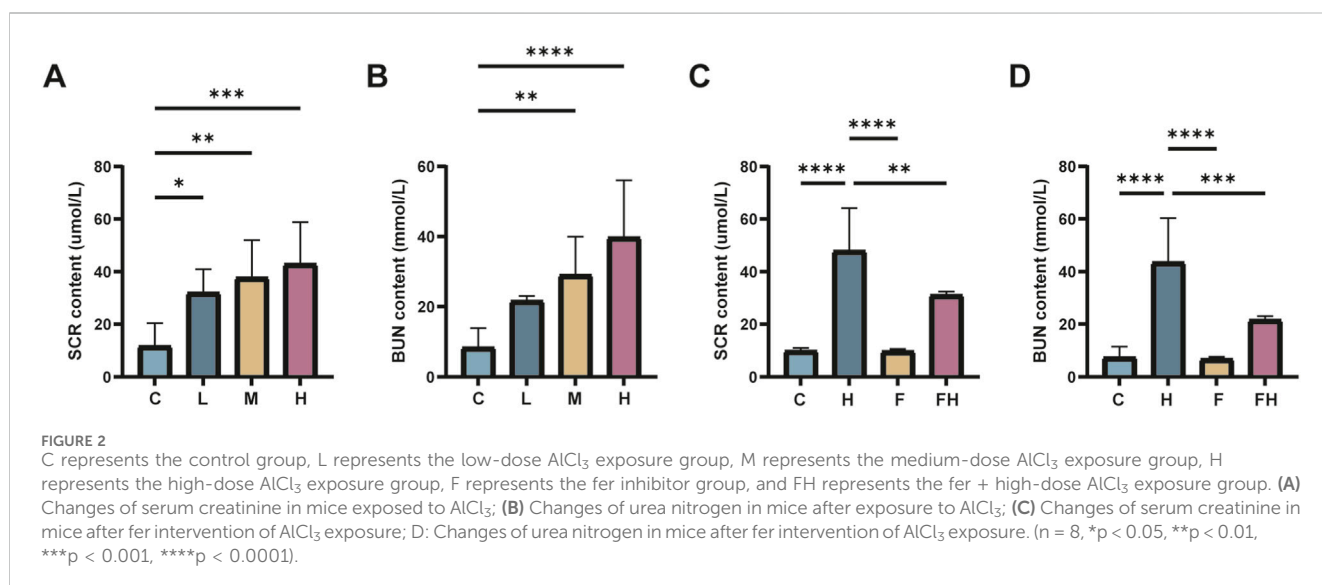 A
B
C
D
***
**
*
****
**
****
****
**
****
****
***
SCR content (umol/L)
80
60
40
20
0
C L M H
BUN content (mmol/L)
60
40
20
0
C L M H
SCR content (umol/L)
80
60
40
20
0
C H F FH
BUN content (mmol/L)
80
60
40
20
0
C H F FH
FIGURE 2
C represents the control group, L represents the low-dose AlCl₃ exposure group, M represents the medium-dose AlCl₃ exposure group, H
represents the high-dose AlCl₃ exposure group, F represents the fer inhibitor group, and FH represents the fer + high-dose AlCl₃ exposure group. (A)
Changes of serum creatinine in mice exposed to AlCl₃; (B) Changes of urea nitrogen in mice after exposure to AlCl₃; (C) Changes of serum creatinine in
mice after fer intervention of AlCl₃ exposure; D: Changes of urea nitrogen in mice after fer intervention of AlCl₃ exposure. (n = 8, *p < 0.05, **p < 0.01,
***p < 0.001, ****p < 0.0001).